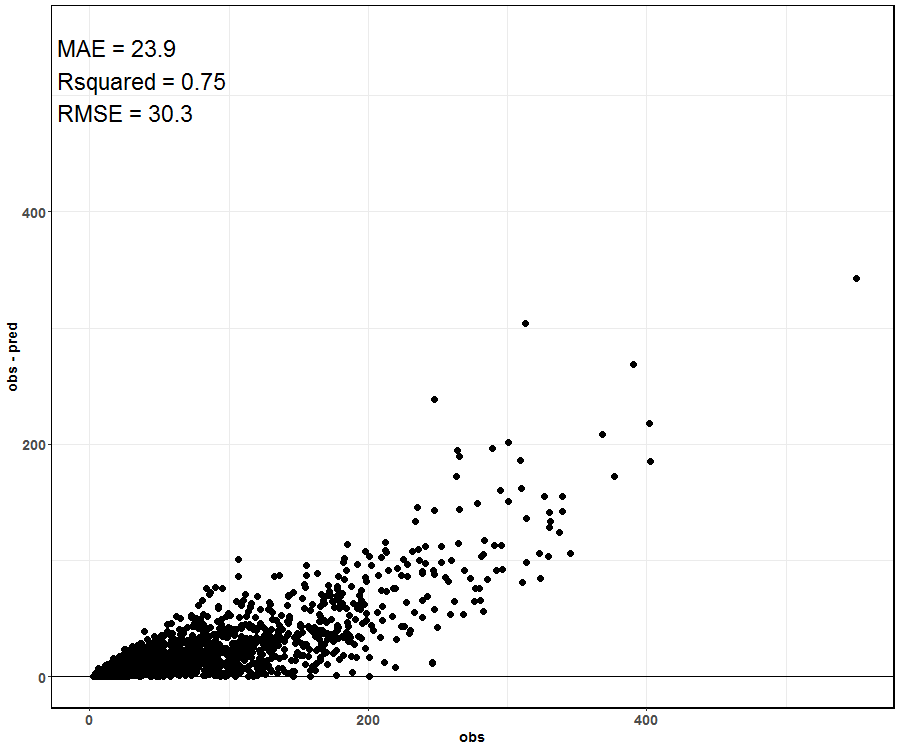 MAE = 23.9
Rsquared = 0.75
RMSE = 30.3
400
200
0
obs - pred
0 200 400
obs